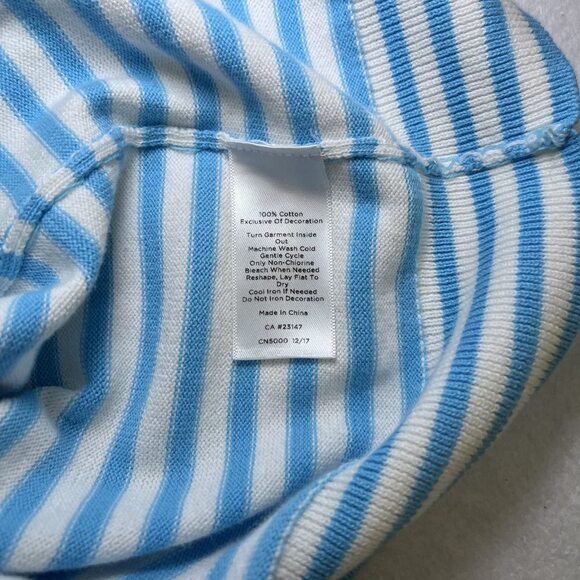 100% Cotton
Exclusive Of Decoration
Turn Garment Inside
Out
Machine Wash Cold
Gentle Cycle
Only Non-Chlorine
Bleach When Needed
Reshape, Lay Flat To
Dry
Cool Iron If Needed
Do Not Iron Decoration
Made In China
CA #23147
CN5000 12/17